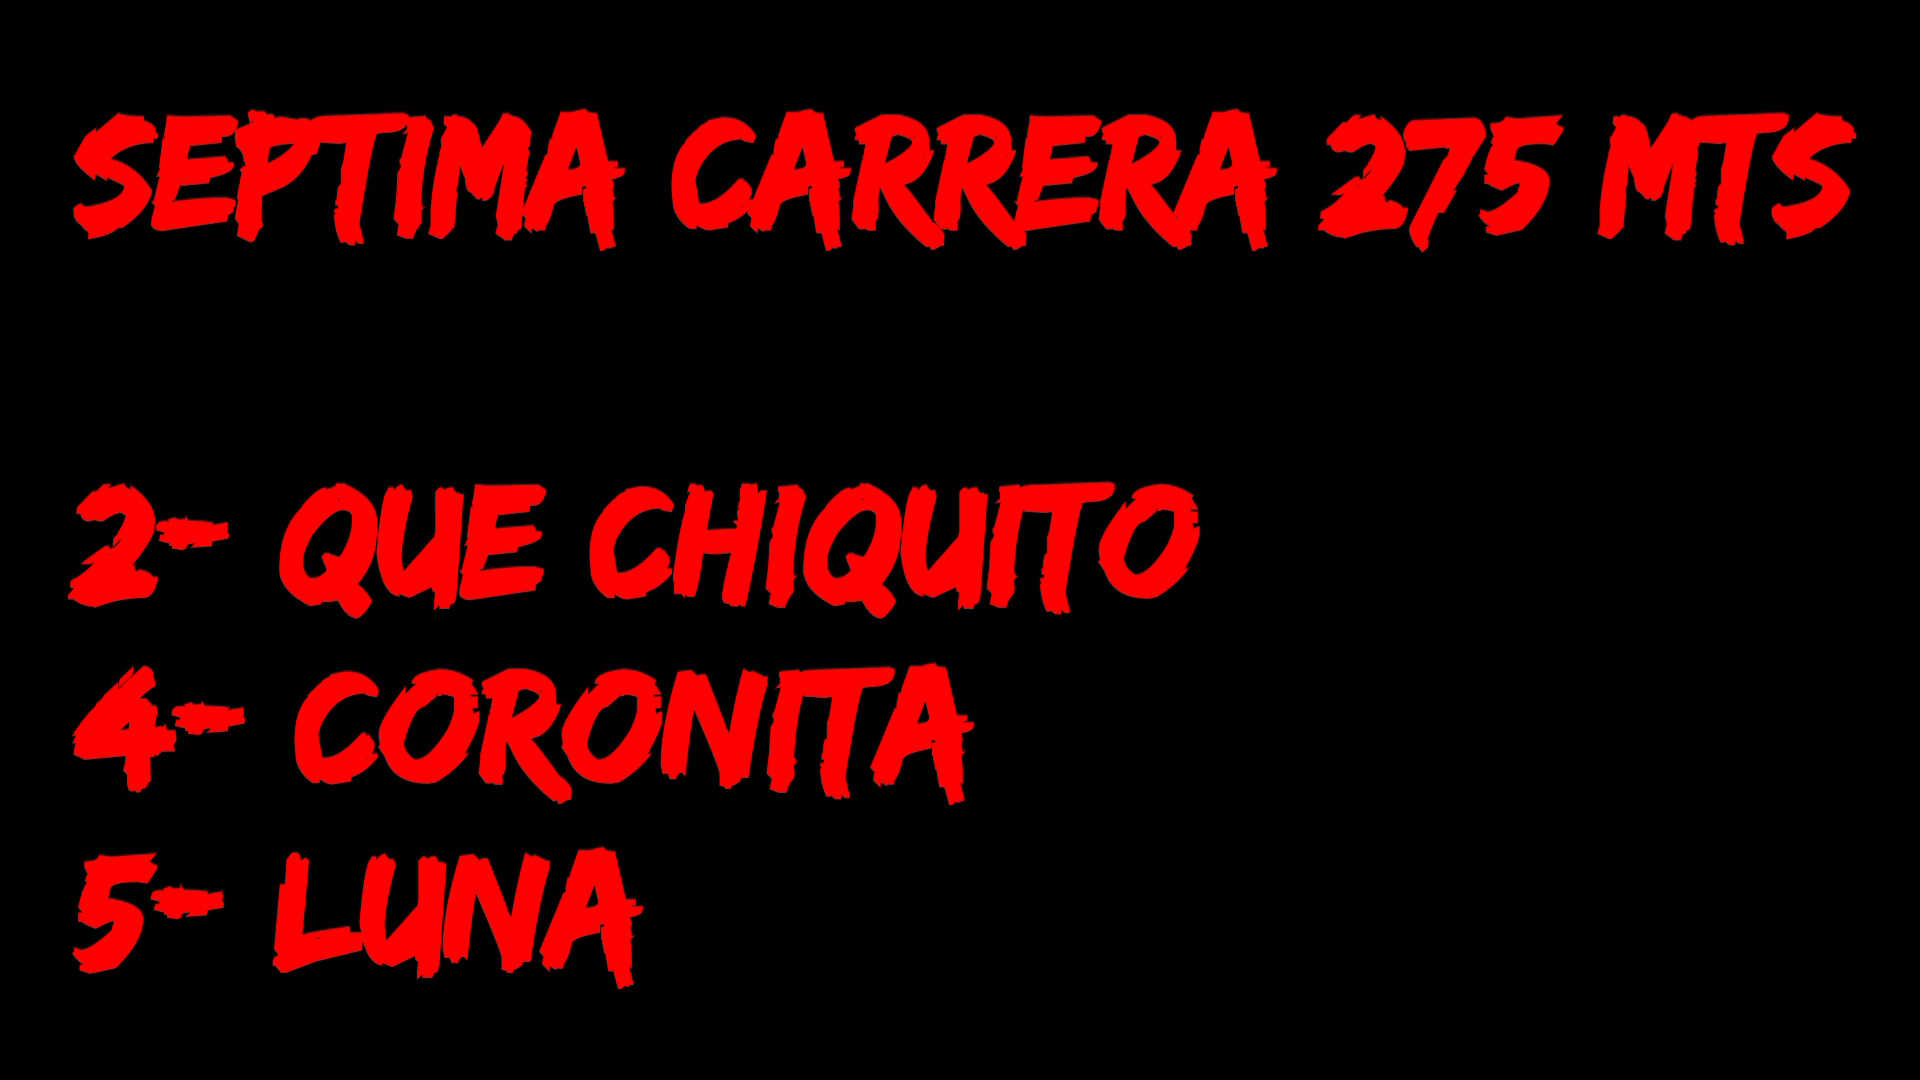 SEPTIMA CARRERA 275 MTS
2- QUE CHIQUITO
4- CORONITA
5- LUNA